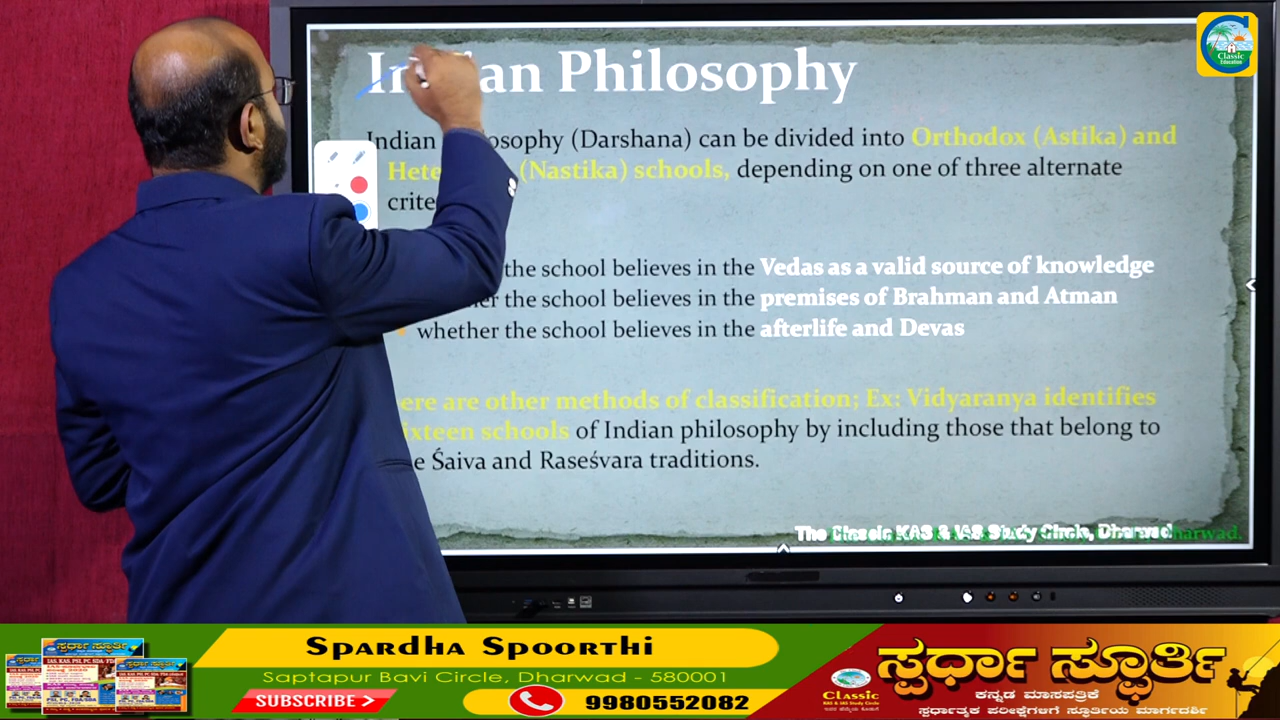 Indian Philosophy
Classic
Education
Indian philosophy (Darshana) can be divided into Orthodox (Astika) and
(Nastika) schools, depending on one of three alternate
the school believes in the Vedas as a valid source of knowledge
the school believes in the premises of Brahman and Atman
whether the school believes in the afterlife and Devas
are other methods of classification; Ex: Vidyaranya identifies
sixteen schools of Indian philosophy by including those that belong to
Śaiva and Raseśvara traditions.
The Classic KAS & IAS Study Circle, Dharwad
Spardha Spoorthi
Saptapur Bavi Circle, Dharwad - 580001
SUBSCRIBE >
9980552082
CLASSIC
KAS & IAS Study Circle
ಸ್ಪರ್ಧಾ ಸ್ಫೂರ್ತಿ
ಕನ್ನಡ ಮಾಸಪತ್ರಿಕೆ
ಸ್ಪರ್ಧಾತ್ಮಕ ಪರೀಕ್ಷೆಗಳಿಗೆ ಸ್ಫೂರ್ತಿಯ ಮಾರ್ಗದರ್ಶಿ